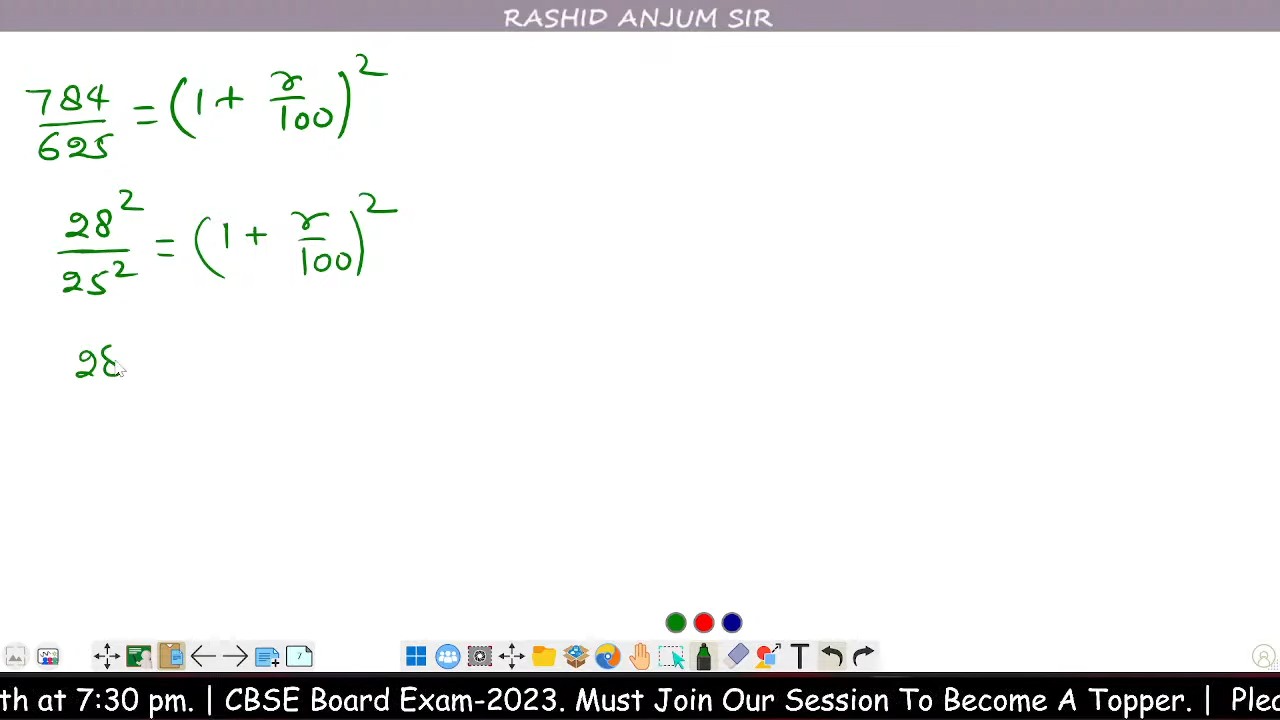 RASHID ANJUM SIR
784/625 = (1 + r/100)^2
28^2/25^2 = (1 + r/100)^2
28
7
th at 7:30 pm. | CBSE Board Exam-2023. Must Join Our Session To Become A Topper. | Plea